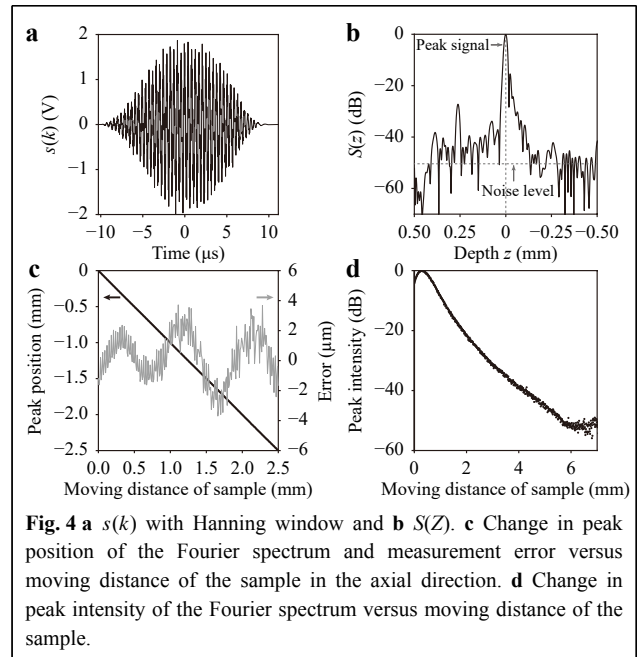 a
2
1
0
−1
−2
s(k) (V)
−10 −5 0 5 10
Time (μs)
b
0
−20
−40
−60
S(z) (dB)
Peak signal
Noise level
0.50 0.25 0 −0.25 −0.50
Depth z (mm)
c
0
−0.5
−1.0
−1.5
−2.0
−2.5
Peak position (mm)
6
4
2
0
−2
−4
−6
Error (μm)
0.0 0.5 1.0 1.5 2.0 2.5
Moving distance of sample (mm)
d
0
−20
−40
−60
Peak intensity (dB)
0 2 4 6
Moving distance of sample (mm)
Fig. 4 a s(k) with Hanning window and b S(Z). c Change in peak
position of the Fourier spectrum and measurement error versus
moving distance of the sample in the axial direction. d Change in
peak intensity of the Fourier spectrum versus moving distance of the
sample.